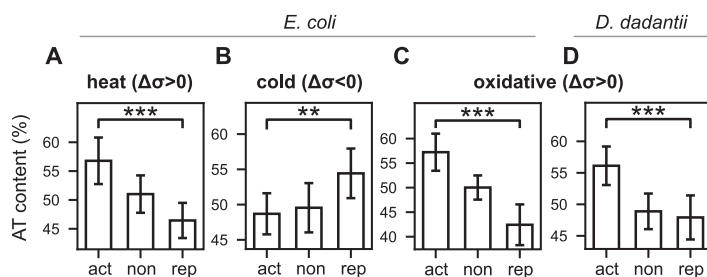 E. coli
D. dadantii
A
B
C
D
heat (Δσ>0)
cold (Δσ<0)
oxidative (Δσ>0)
AT content (%)
60
55
50
45
***
act non rep
60
55
50
45
**
act non rep
60
55
50
45
40
***
act non rep
60
55
50
45
***
act non rep